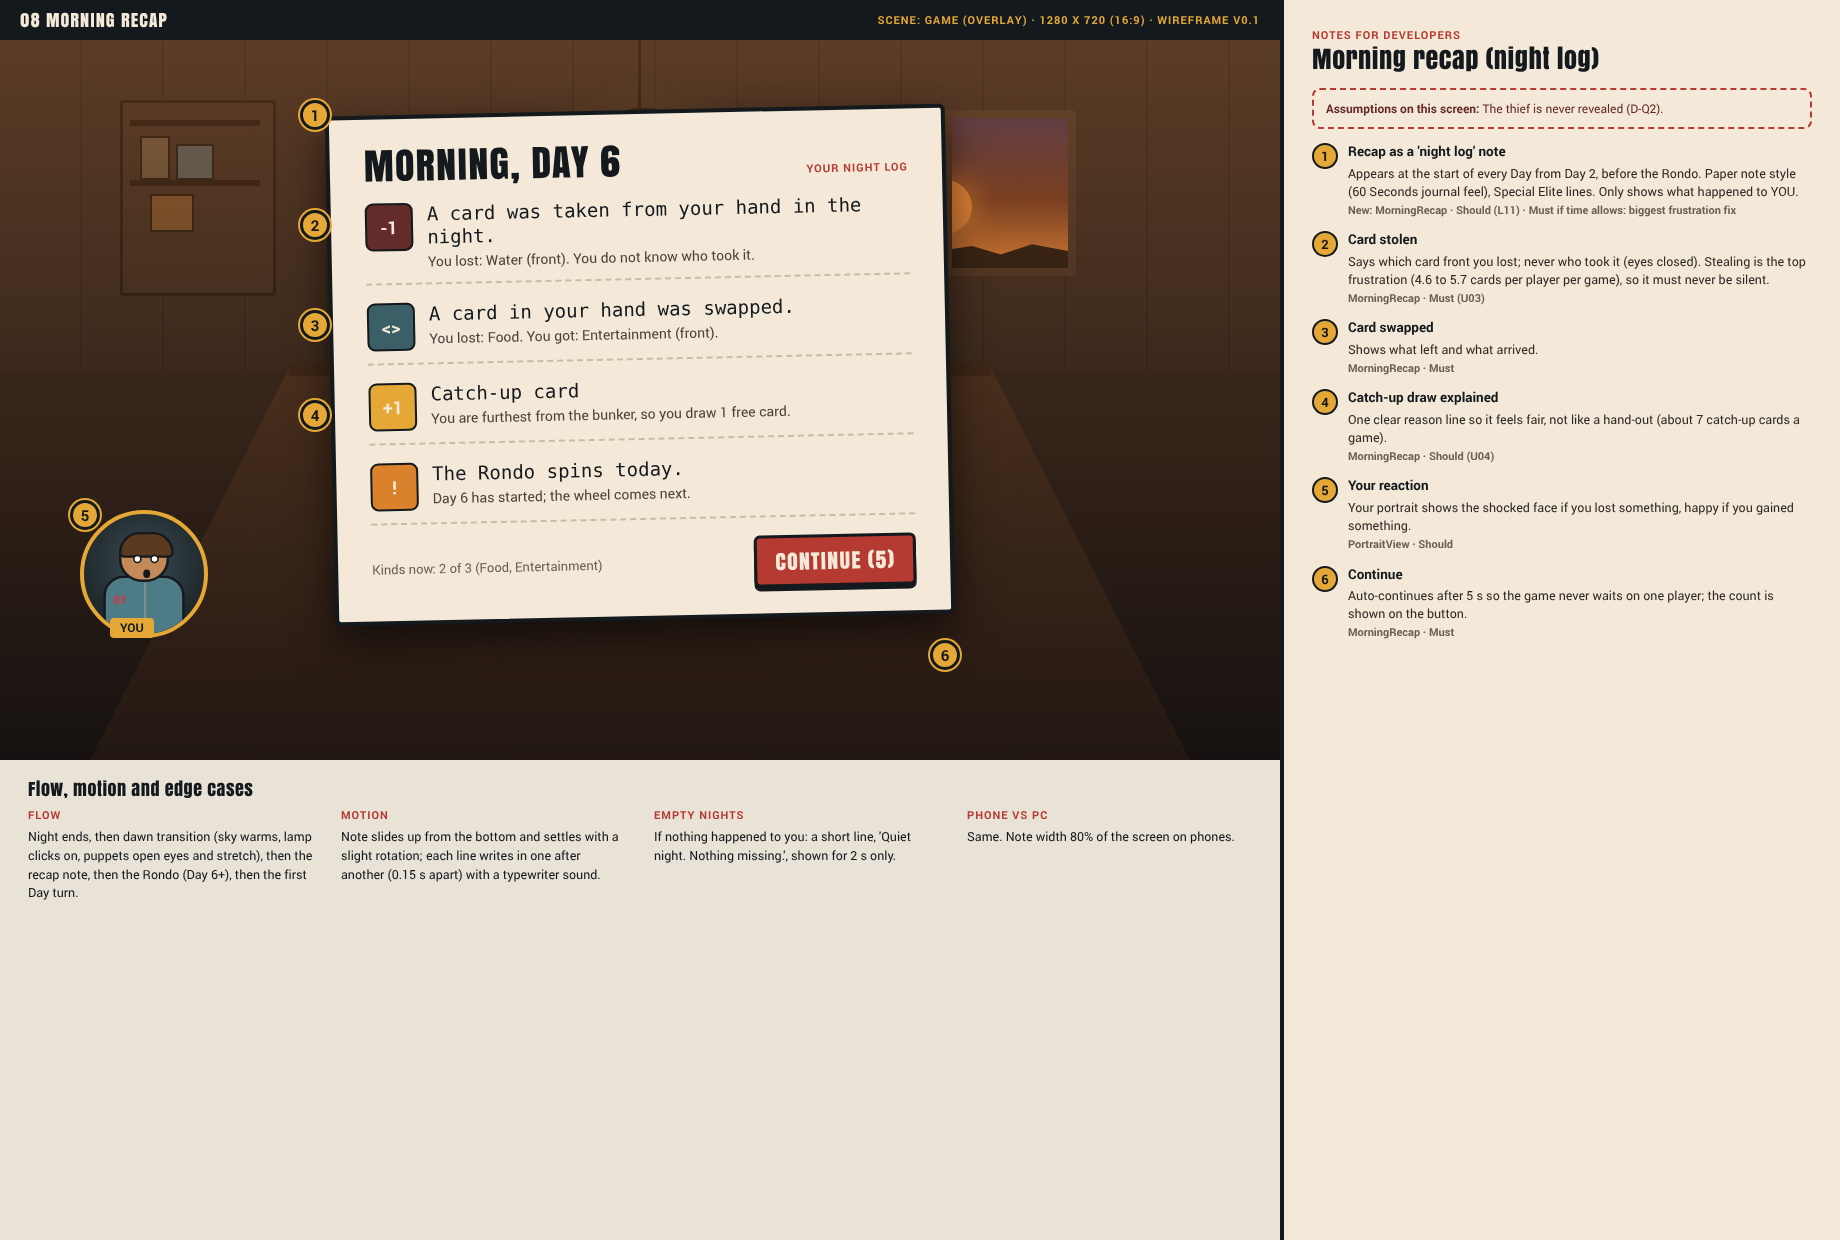 08 MORNING RECAP
SCENE: GAME (OVERLAY) · 1280 X 720 (16:9) · WIREFRAME V0.1
1
MORNING, DAY 6
YOUR NIGHT LOG
2
-1
A card was taken from your hand in the
night.
You lost: Water (front). You do not know who took it.
3
<>
A card in your hand was swapped.
You lost: Food. You got: Entertainment (front).
4
+1
Catch-up card
You are furthest from the bunker, so you draw 1 free card.
!
The Rondo spins today.
Day 6 has started; the wheel comes next.
Kinds now: 2 of 3 (Food, Entertainment)
CONTINUE (5)
5
01
YOU
6
Flow, motion and edge cases
FLOW
Night ends, then dawn transition (sky warms, lamp
clicks on, puppets open eyes and stretch), then the
recap note, then the Rondo (Day 6+), then the first
Day turn.
MOTION
Note slides up from the bottom and settles with a
slight rotation; each line writes in one after
another (0.15 s apart) with a typewriter sound.
EMPTY NIGHTS
If nothing happened to you: a short line, 'Quiet
night. Nothing missing.', shown for 2 s only.
PHONE VS PC
Same. Note width 80% of the screen on phones.
NOTES FOR DEVELOPERS
Morning recap (night log)
Assumptions on this screen: The thief is never revealed (D-Q2).
1
Recap as a 'night log' note
Appears at the start of every Day from Day 2, before the Rondo. Paper note style
(60 Seconds journal feel), Special Elite lines. Only shows what happened to YOU.
New: MorningRecap · Should (L11) · Must if time allows: biggest frustration fix
2
Card stolen
Says which card front you lost; never who took it (eyes closed). Stealing is the top
frustration (4.6 to 5.7 cards per player per game), so it must never be silent.
MorningRecap · Must (U03)
3
Card swapped
Shows what left and what arrived.
MorningRecap · Must
4
Catch-up draw explained
One clear reason line so it feels fair, not like a hand-out (about 7 catch-up cards a
game).
MorningRecap · Should (U04)
5
Your reaction
Your portrait shows the shocked face if you lost something, happy if you gained
something.
PortraitView · Should
6
Continue
Auto-continues after 5 s so the game never waits on one player; the count is
shown on the button.
MorningRecap · Must